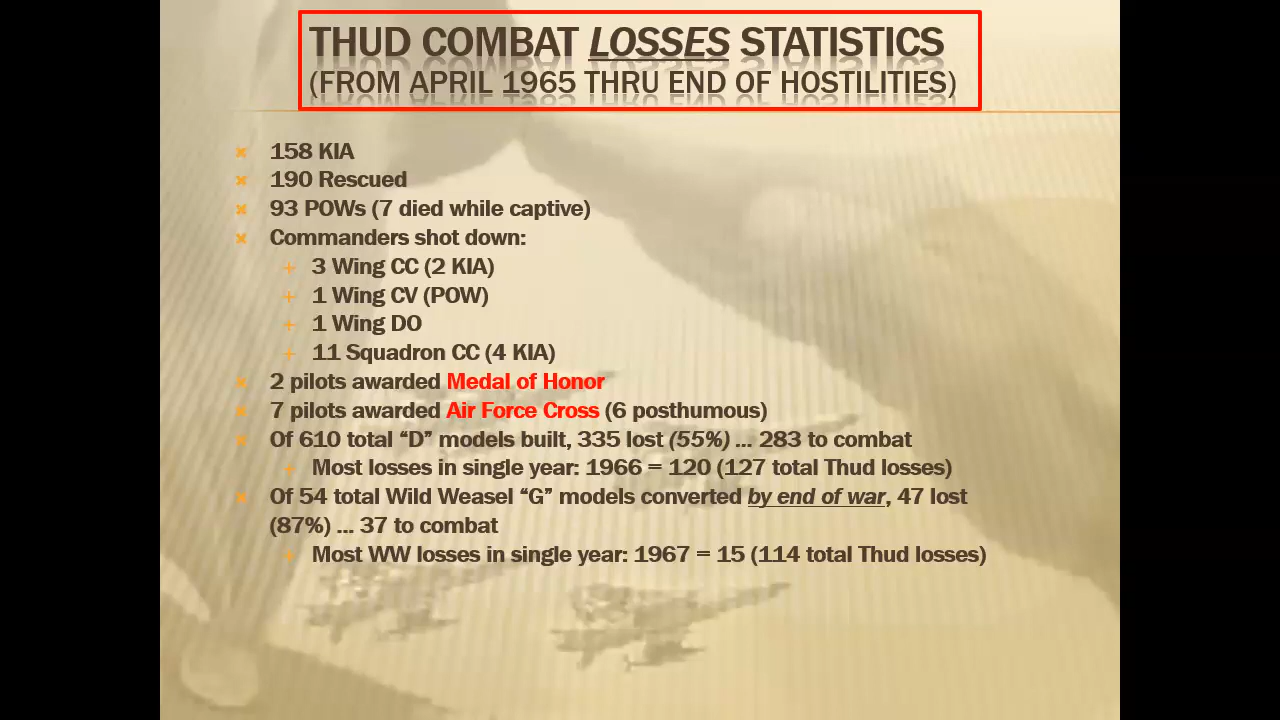 THUD COMBAT LOSSES STATISTICS
(FROM APRIL 1965 THRU END OF HOSTILITIES)
158 KIA
190 Rescued
93 POWs (7 died while captive)
Commanders shot down:
3 Wing CC (2 KIA)
1 Wing CV (POW)
1 Wing DO
11 Squadron CC (4 KIA)
2 pilots awarded Medal of Honor
7 pilots awarded Air Force Cross (6 posthumous)
Of 610 total “D” models built, 335 lost (55%) ... 283 to combat
Most losses in single year: 1966 = 120 (127 total Thud losses)
Of 54 total Wild Weasel “G” models converted by end of war, 47 lost
(87%) ... 37 to combat
Most WW losses in single year: 1967 = 15 (114 total Thud losses)